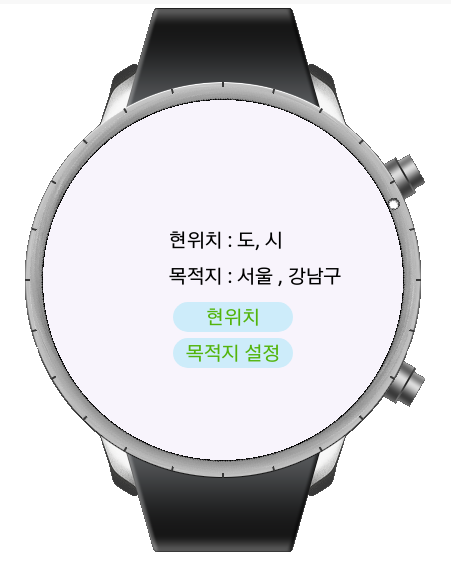 현위치 : 도, 시
목적지 : 서울 , 강남구
현위치
목적지 설정